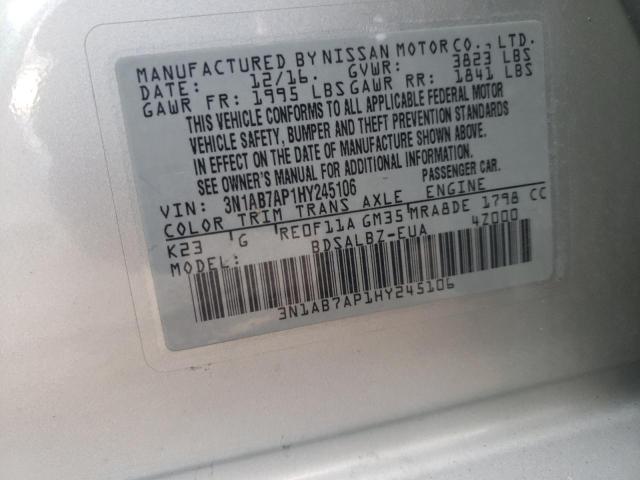 MANUFACTURED BY NISSAN MOTOR CO., LTD.
DATE: 12/16. GVWR: 3823 LBS
GAWR FR: 1995 LBS GAWR RR: 1841 LBS
THIS VEHICLE CONFORMS TO ALL APPLICABLE FEDERAL MOTOR
VEHICLE SAFETY, BUMPER AND THEFT PREVENTION STANDARDS
IN EFFECT ON THE DATE OF MANUFACTURE SHOWN ABOVE.
SEE OWNER'S MANUAL FOR ADDITIONAL INFORMATION.
VIN: 3N1AB7AP1HY245106 PASSENGER CAR.
COLOR TRIM TRANS AXLE ENGINE
K23 G RE0F11A GM35 MRA8DE 1798 CC
MODEL: BDSALBZ-EUA 4Z000
3N1AB7AP1HY245106